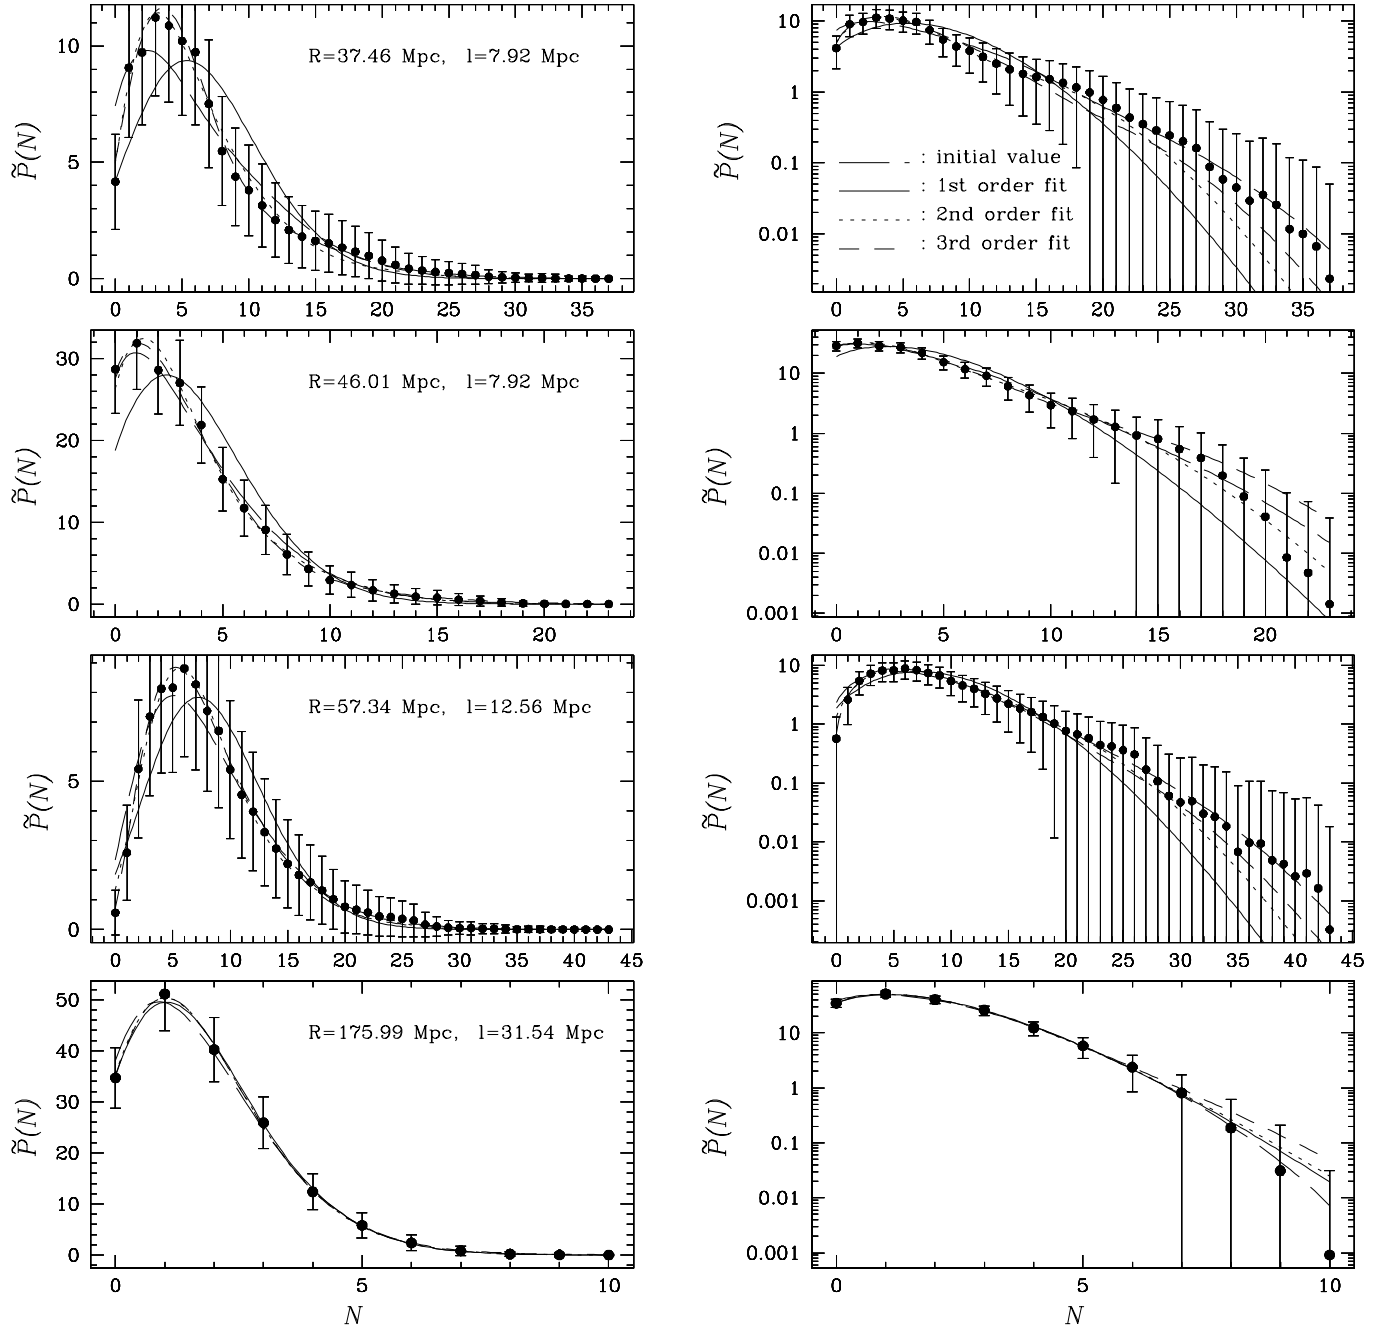 10
5
0
P̃(N)
R=37.46 Mpc, l=7.92 Mpc
0 5 10 15 20 25 30 35
10
1
0.1
0.01
P̃(N)
: initial value
: 1st order fit
: 2nd order fit
: 3rd order fit
0 5 10 15 20 25 30 35
30
20
10
0
P̃(N)
R=46.01 Mpc, l=7.92 Mpc
0 5 10 15 20
10
1
0.1
0.01
0.001
P̃(N)
0 5 10 15 20
5
0
P̃(N)
R=57.34 Mpc, l=12.56 Mpc
0 5 10 15 20 25 30 35 40 45
10
1
0.1
0.01
0.001
P̃(N)
0 5 10 15 20 25 30 35 40 45
50
40
30
20
10
0
P̃(N)
R=175.99 Mpc, l=31.54 Mpc
0 5 10
N
10
1
0.1
0.01
0.001
P̃(N)
0 5 10
N